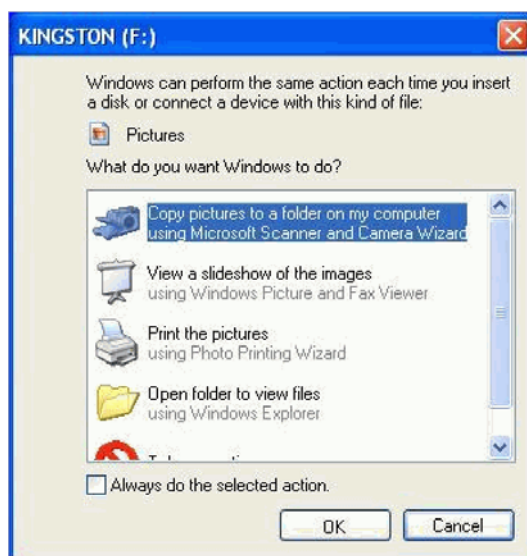 KINGSTON (F:)
Windows can perform the same action each time you insert
a disk or connect a device with this kind of file:
Pictures
What do you want Windows to do?
Copy pictures to a folder on my computer
using Microsoft Scanner and Camera Wizard
View a slideshow of the images
using Windows Picture and Fax Viewer
Print the pictures
using Photo Printing Wizard
Open folder to view files
using Windows Explorer
Always do the selected action.
OK
Cancel